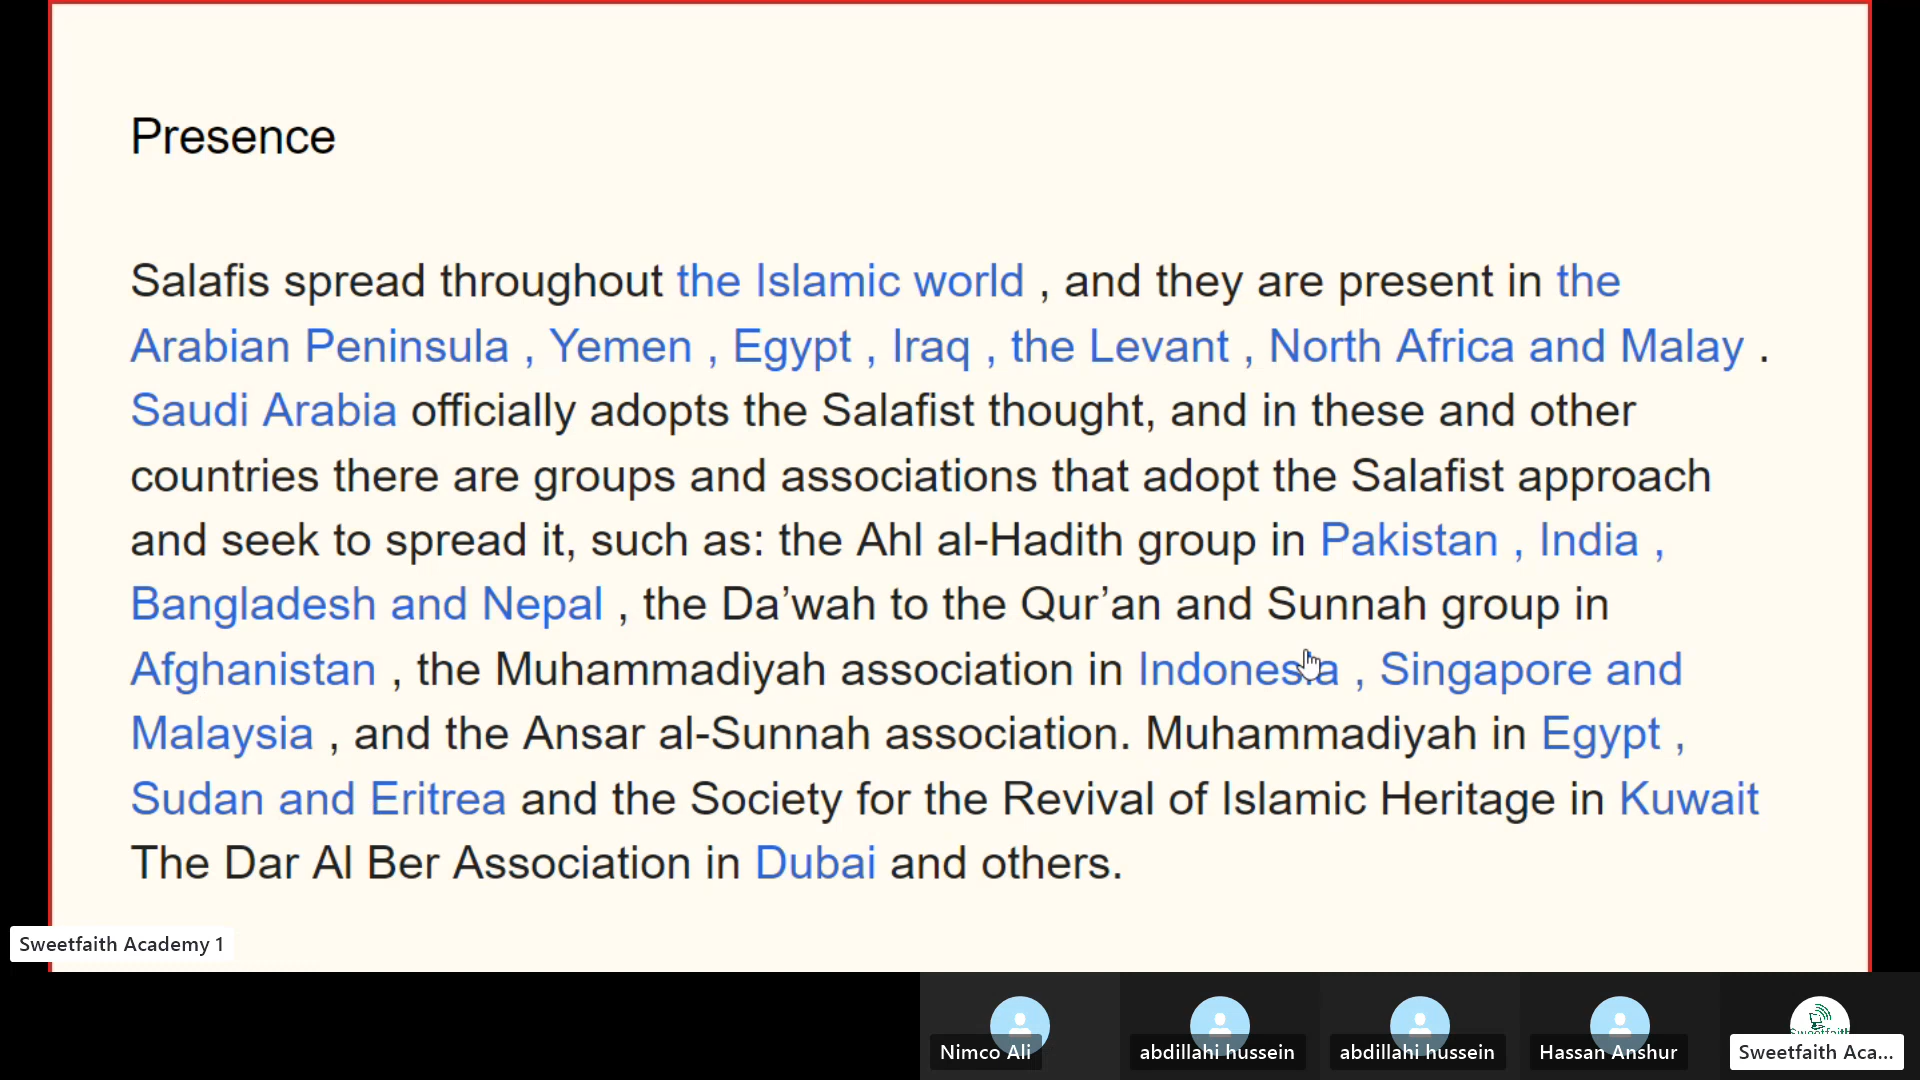 Presence
Salafis spread throughout the Islamic world , and they are present in the
Arabian Peninsula , Yemen , Egypt , Iraq , the Levant , North Africa and Malay .
Saudi Arabia officially adopts the Salafist thought, and in these and other
countries there are groups and associations that adopt the Salafist approach
and seek to spread it, such as: the Ahl al-Hadith group in Pakistan , India ,
Bangladesh and Nepal , the Da’wah to the Qur’an and Sunnah group in
Afghanistan , the Muhammadiyah association in Indonesia , Singapore and
Malaysia , and the Ansar al-Sunnah association. Muhammadiyah in Egypt ,
Sudan and Eritrea and the Society for the Revival of Islamic Heritage in Kuwait
The Dar Al Ber Association in Dubai and others.
Sweetfaith Academy 1
Sweetfaith
Nimco Ali
abdillahi hussein
abdillahi hussein
Hassan Anshur
Sweetfaith Aca...